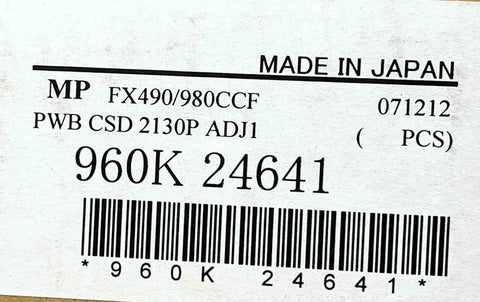 MADE IN JAPAN
MP FX490/980CCF 071212
PWB CSD 2130P ADJ1 ( PCS)
960K 24641
*960K 24641*